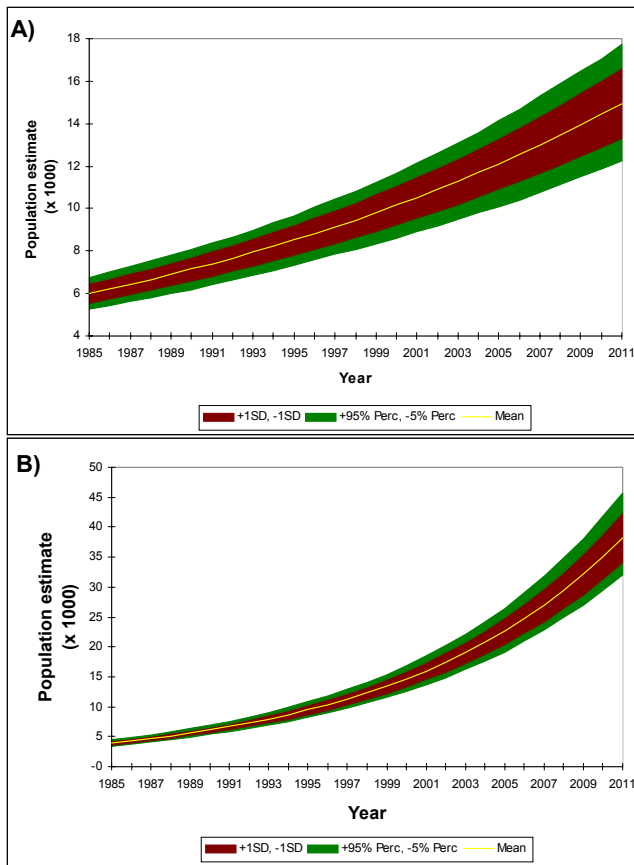 A)
18
16
14
12
10
8
6
4
Population estimate
(x 1000)
1985 1987 1989 1991 1993 1995 1997 1999 2001 2003 2005 2007 2009 2011
Year
+1SD, -1SD +95% Perc, -5% Perc Mean
B)
50
45
40
35
30
25
20
15
10
5
-0
Population estimate
(x 1000)
1985 1987 1989 1991 1993 1995 1997 1999 2001 2003 2005 2007 2009 2011
Year
+1SD, -1SD +95% Perc, -5% Perc Mean